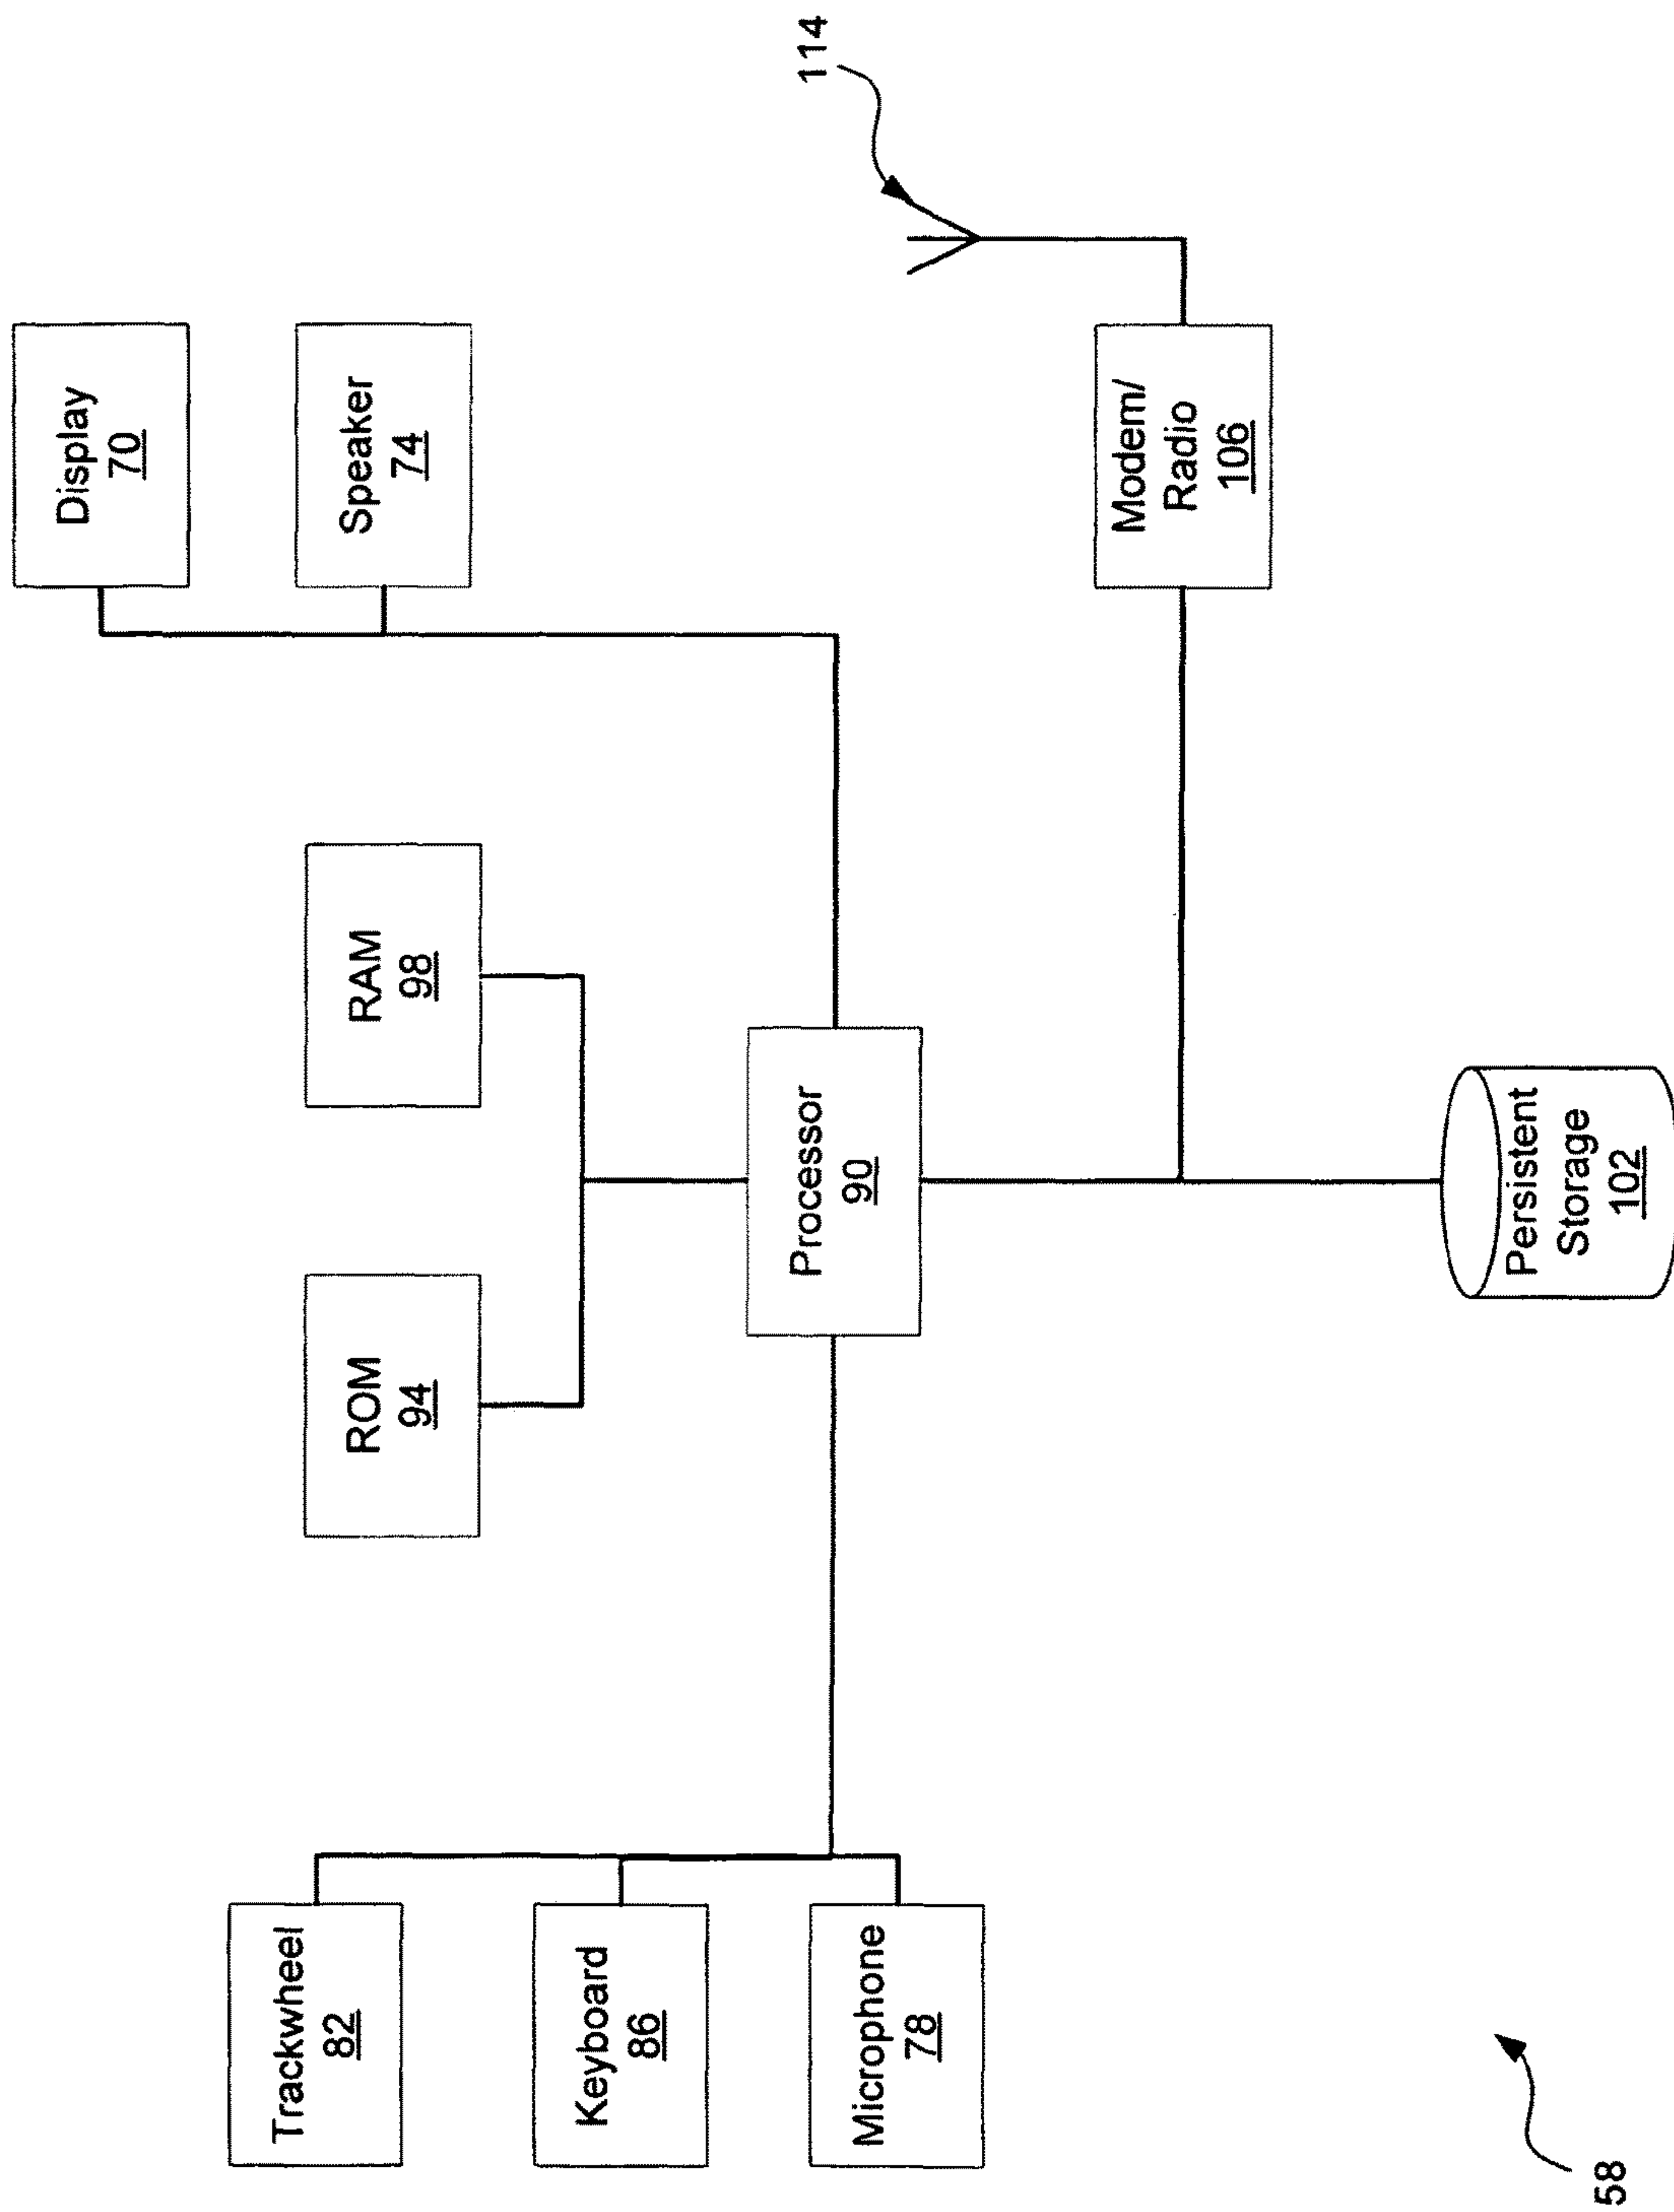 Trackwheel
82
Keyboard
86
Microphone
78
ROM
94
RAM
98
Processor
90
Persistent
Storage
102
Display
70
Speaker
74
Modem/
Radio
106
114
58